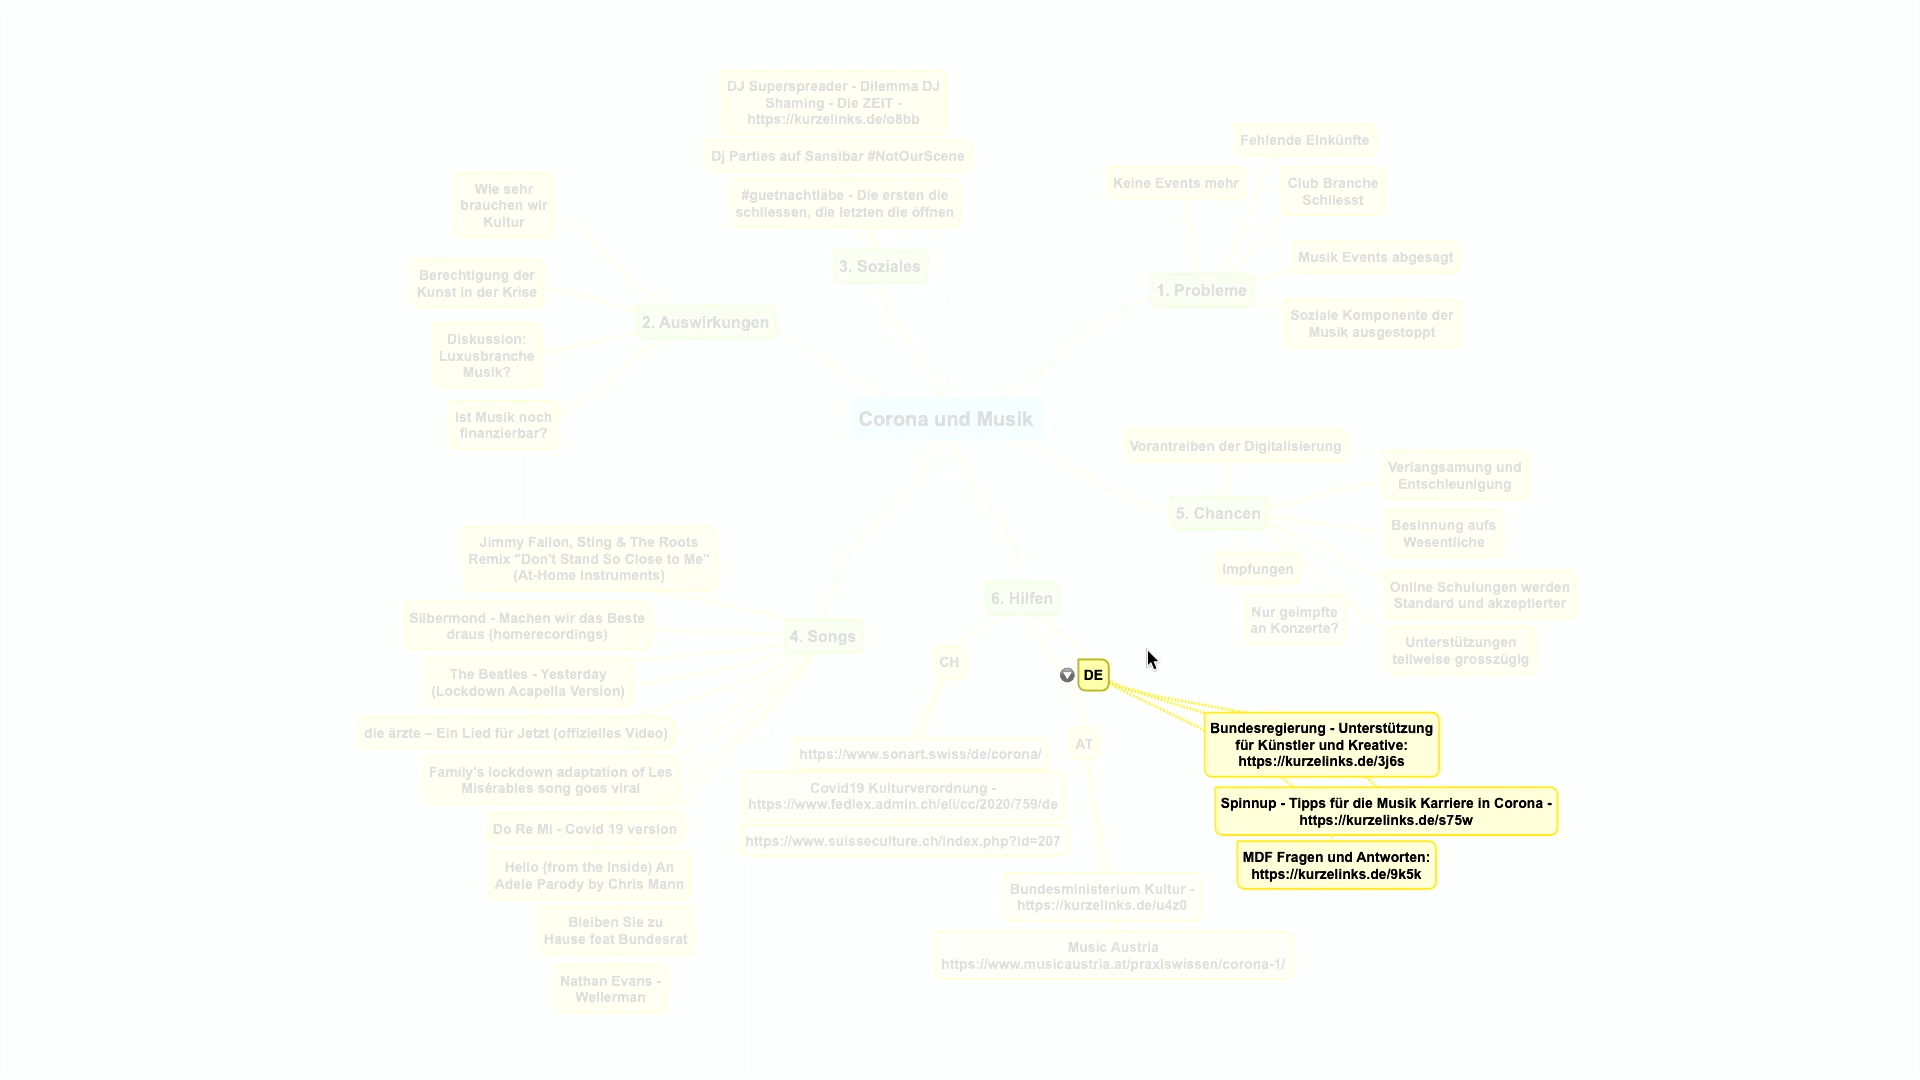 DJ Superspreader - Dilemma DJ
Shaming - Die ZEIT -
https://kurzelinks.de/o8bb
Dj Parties auf Sansibar #NotOurScene
#guetnachtläbe - Die ersten die
schliessen, die letzten die öffnen
3. Soziales
Fehlende Einkünfte
Keine Events mehr
Club Branche
Schliesst
Musik Events abgesagt
1. Probleme
Soziale Komponente der
Musik ausgestoppt
Wie sehr
brauchen wir
Kultur
Berechtigung der
Kunst in der Krise
2. Auswirkungen
Diskussion:
Luxusbranche
Musik?
Ist Musik noch
finanzierbar?
Corona und Musik
Vorantreiben der Digitalisierung
Verlangsamung und
Entschleunigung
5. Chancen
Besinnung aufs
Wesentliche
Impfungen
Online Schulungen werden
Standard und akzeptierter
Nur geimpfte
an Konzerte?
Unterstützungen
teilweise grosszügig
Jimmy Fallon, Sting & The Roots
Remix "Don't Stand So Close to Me"
(At-Home Instruments)
Silbermond - Machen wir das Beste
draus (homerecordings)
4. Songs
The Beatles - Yesterday
(Lockdown Acapella Version)
die ärzte – Ein Lied für Jetzt (offizielles Video)
Family's lockdown adaptation of Les
Misérables song goes viral
Do Re Mi - Covid 19 version
Hello (from the Inside) An
Adele Parody by Chris Mann
Bleiben Sie zu
Hause feat Bundesrat
Nathan Evans -
Wellerman
6. Hilfen
CH
https://www.sonart.swiss/de/corona/
Covid19 Kulturverordnung -
https://www.fedlex.admin.ch/eli/cc/2020/759/de
https://www.suisseculture.ch/index.php?id=207
DE
Bundesregierung - Unterstützung
für Künstler und Kreative:
https://kurzelinks.de/3j6s
Spinnup - Tipps für die Musik Karriere in Corona -
https://kurzelinks.de/s75w
MDF Fragen und Antworten:
https://kurzelinks.de/9k5k
AT
Bundesministerium Kultur -
https://kurzelinks.de/u4z0
Music Austria
https://www.musicaustria.at/praxiswissen/corona-1/